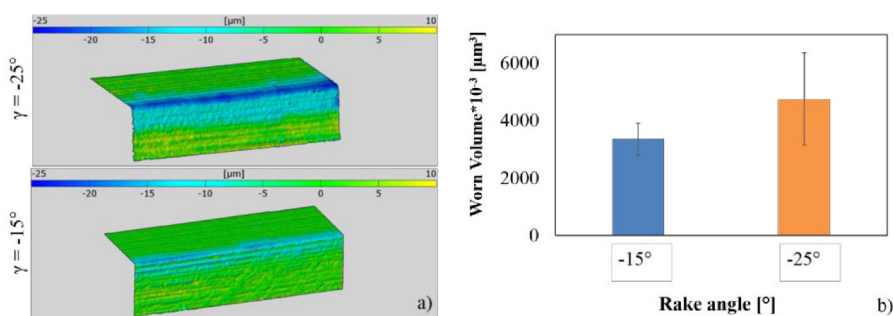 -25 [µm] 10
-20 -15 -10 -5 0 5
γ = -25°
-25 [µm] 10
-20 -15 -10 -5 0 5
γ = -15°
a)
Worn Volume*10⁻³ [µm³]
6000
4000
2000
0
-15° -25°
Rake angle [°]
b)